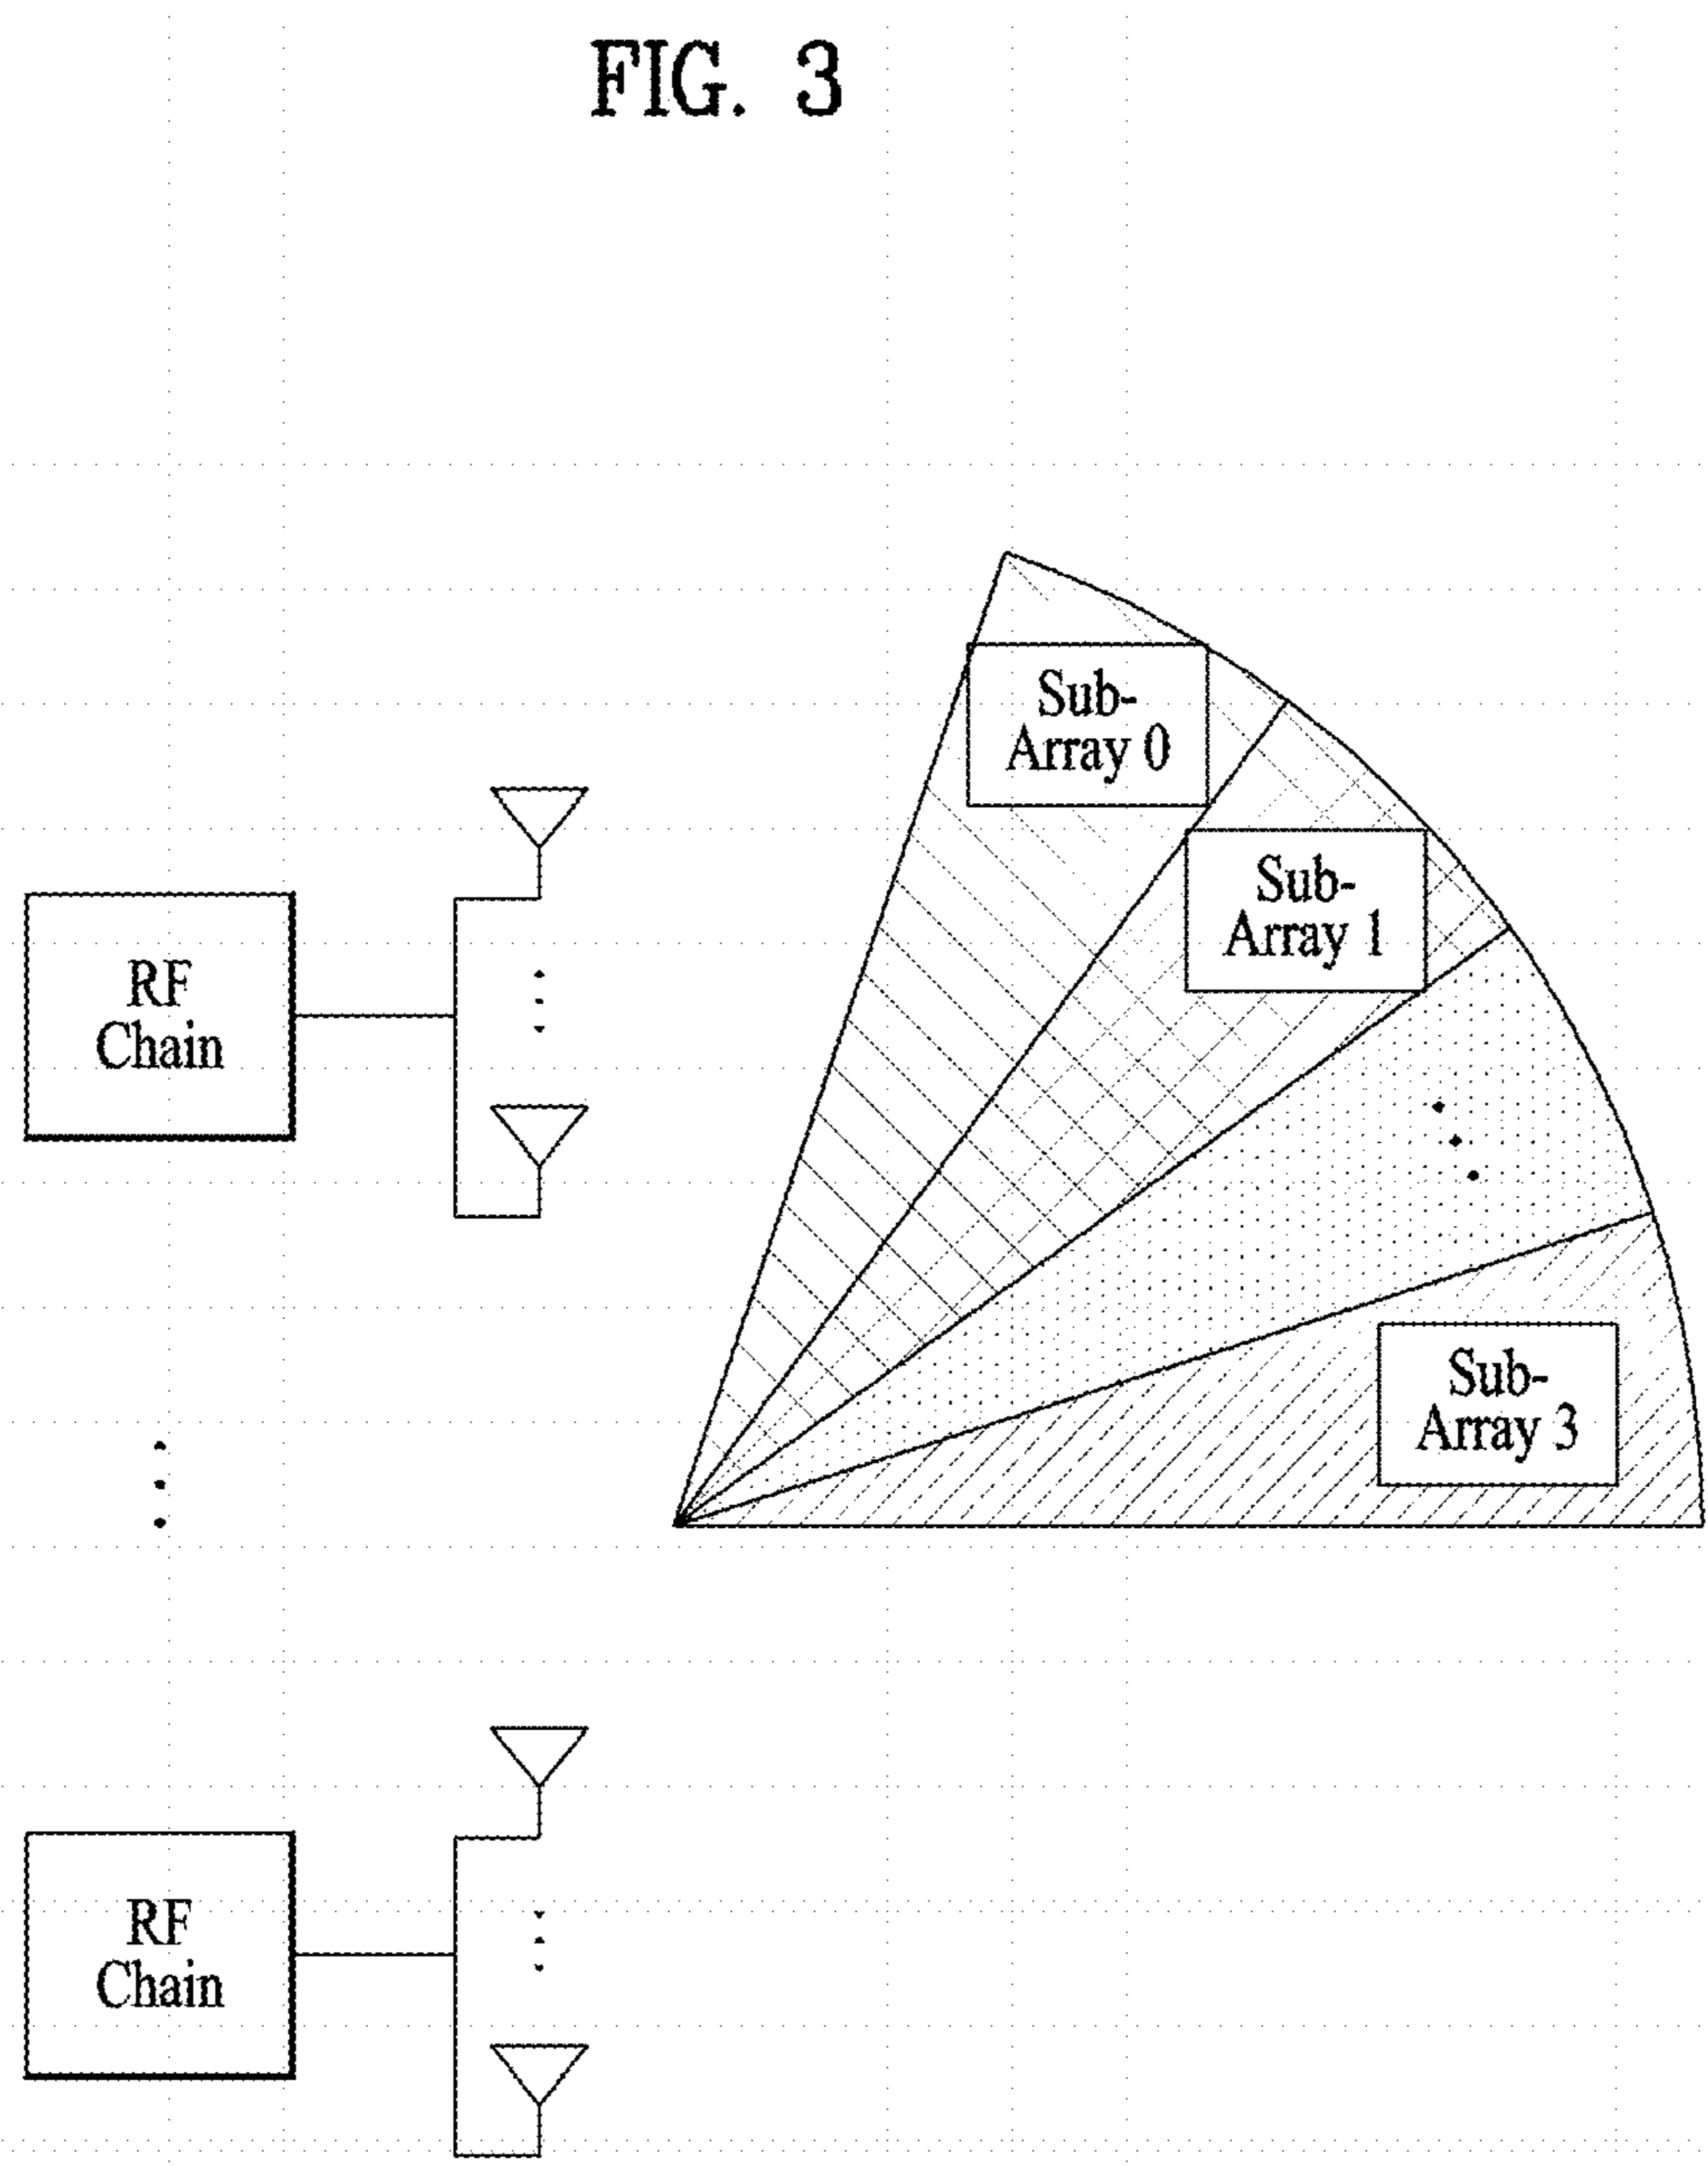 FIG. 3
Sub-
Array 0
Sub-
Array 1
RF
Chain
Sub-
Array 3
RF
Chain